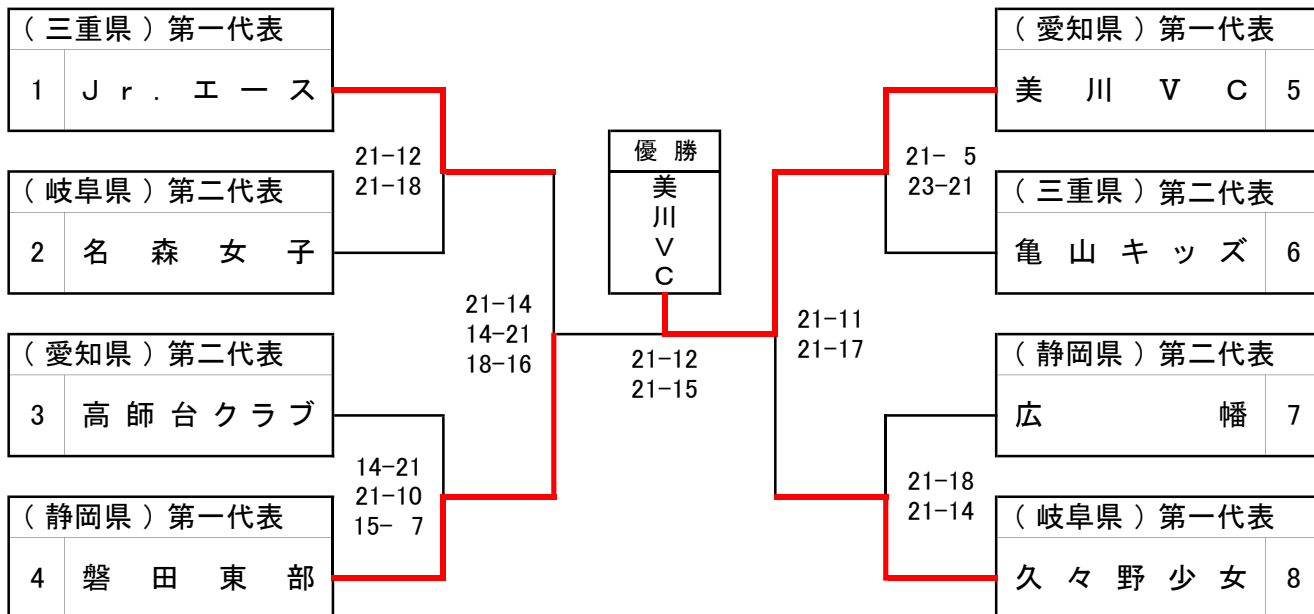 （三重県）第一代表
1 Ｊｒ．エース
（岐阜県）第二代表
2 名森女子
（愛知県）第二代表
3 高師台クラブ
（静岡県）第一代表
4 磐田東部
21-12
21-18
14-21
21-10
15- 7
21-14
14-21
18-16
優勝
美川ＶＣ
21-12
21-15
21-11
21-17
21- 5
23-21
21-18
21-14
（愛知県）第一代表
美川ＶＣ 5
（三重県）第二代表
亀山キッズ 6
（静岡県）第二代表
広幡 7
（岐阜県）第一代表
久々野少女 8